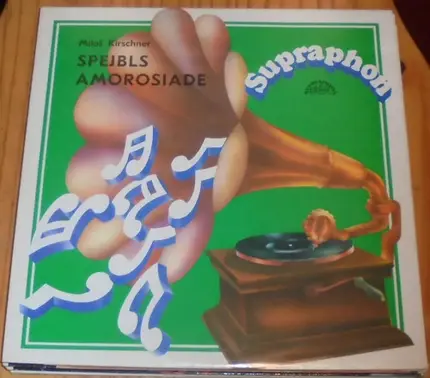 Miloš Kirschner
SPEJBLS
AMOROSIADE
Supraphon